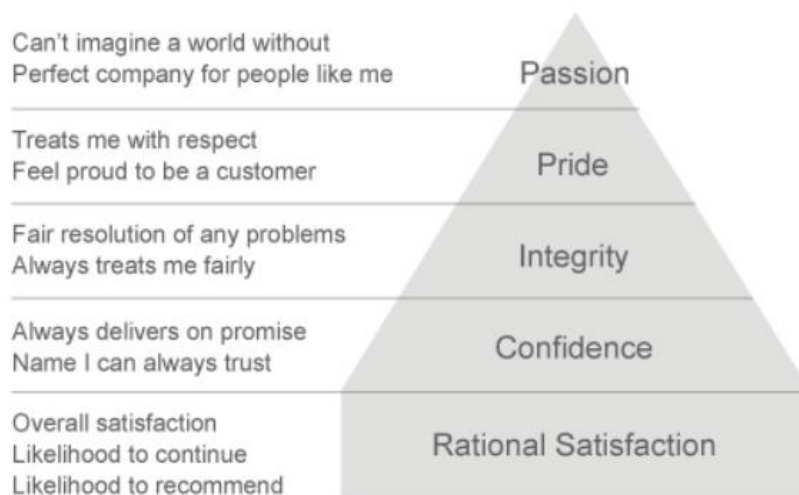 Can't imagine a world without
Perfect company for people like me
Passion
Treats me with respect
Feel proud to be a customer
Pride
Fair resolution of any problems
Always treats me fairly
Integrity
Always delivers on promise
Name I can always trust
Confidence
Overall satisfaction
Likelihood to continue
Likelihood to recommend
Rational Satisfaction